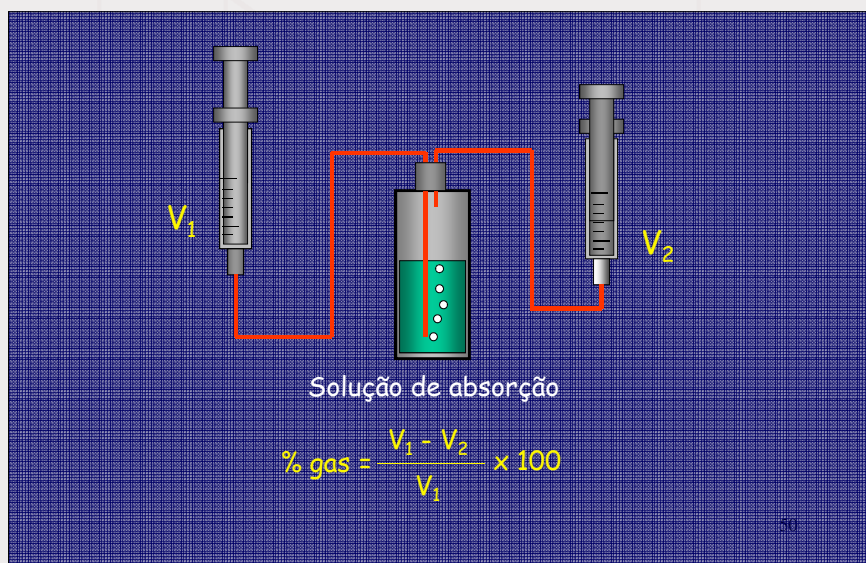 V₁
V₂
Solução de absorção
% gas = V₁ - V₂ / V₁ x 100
50